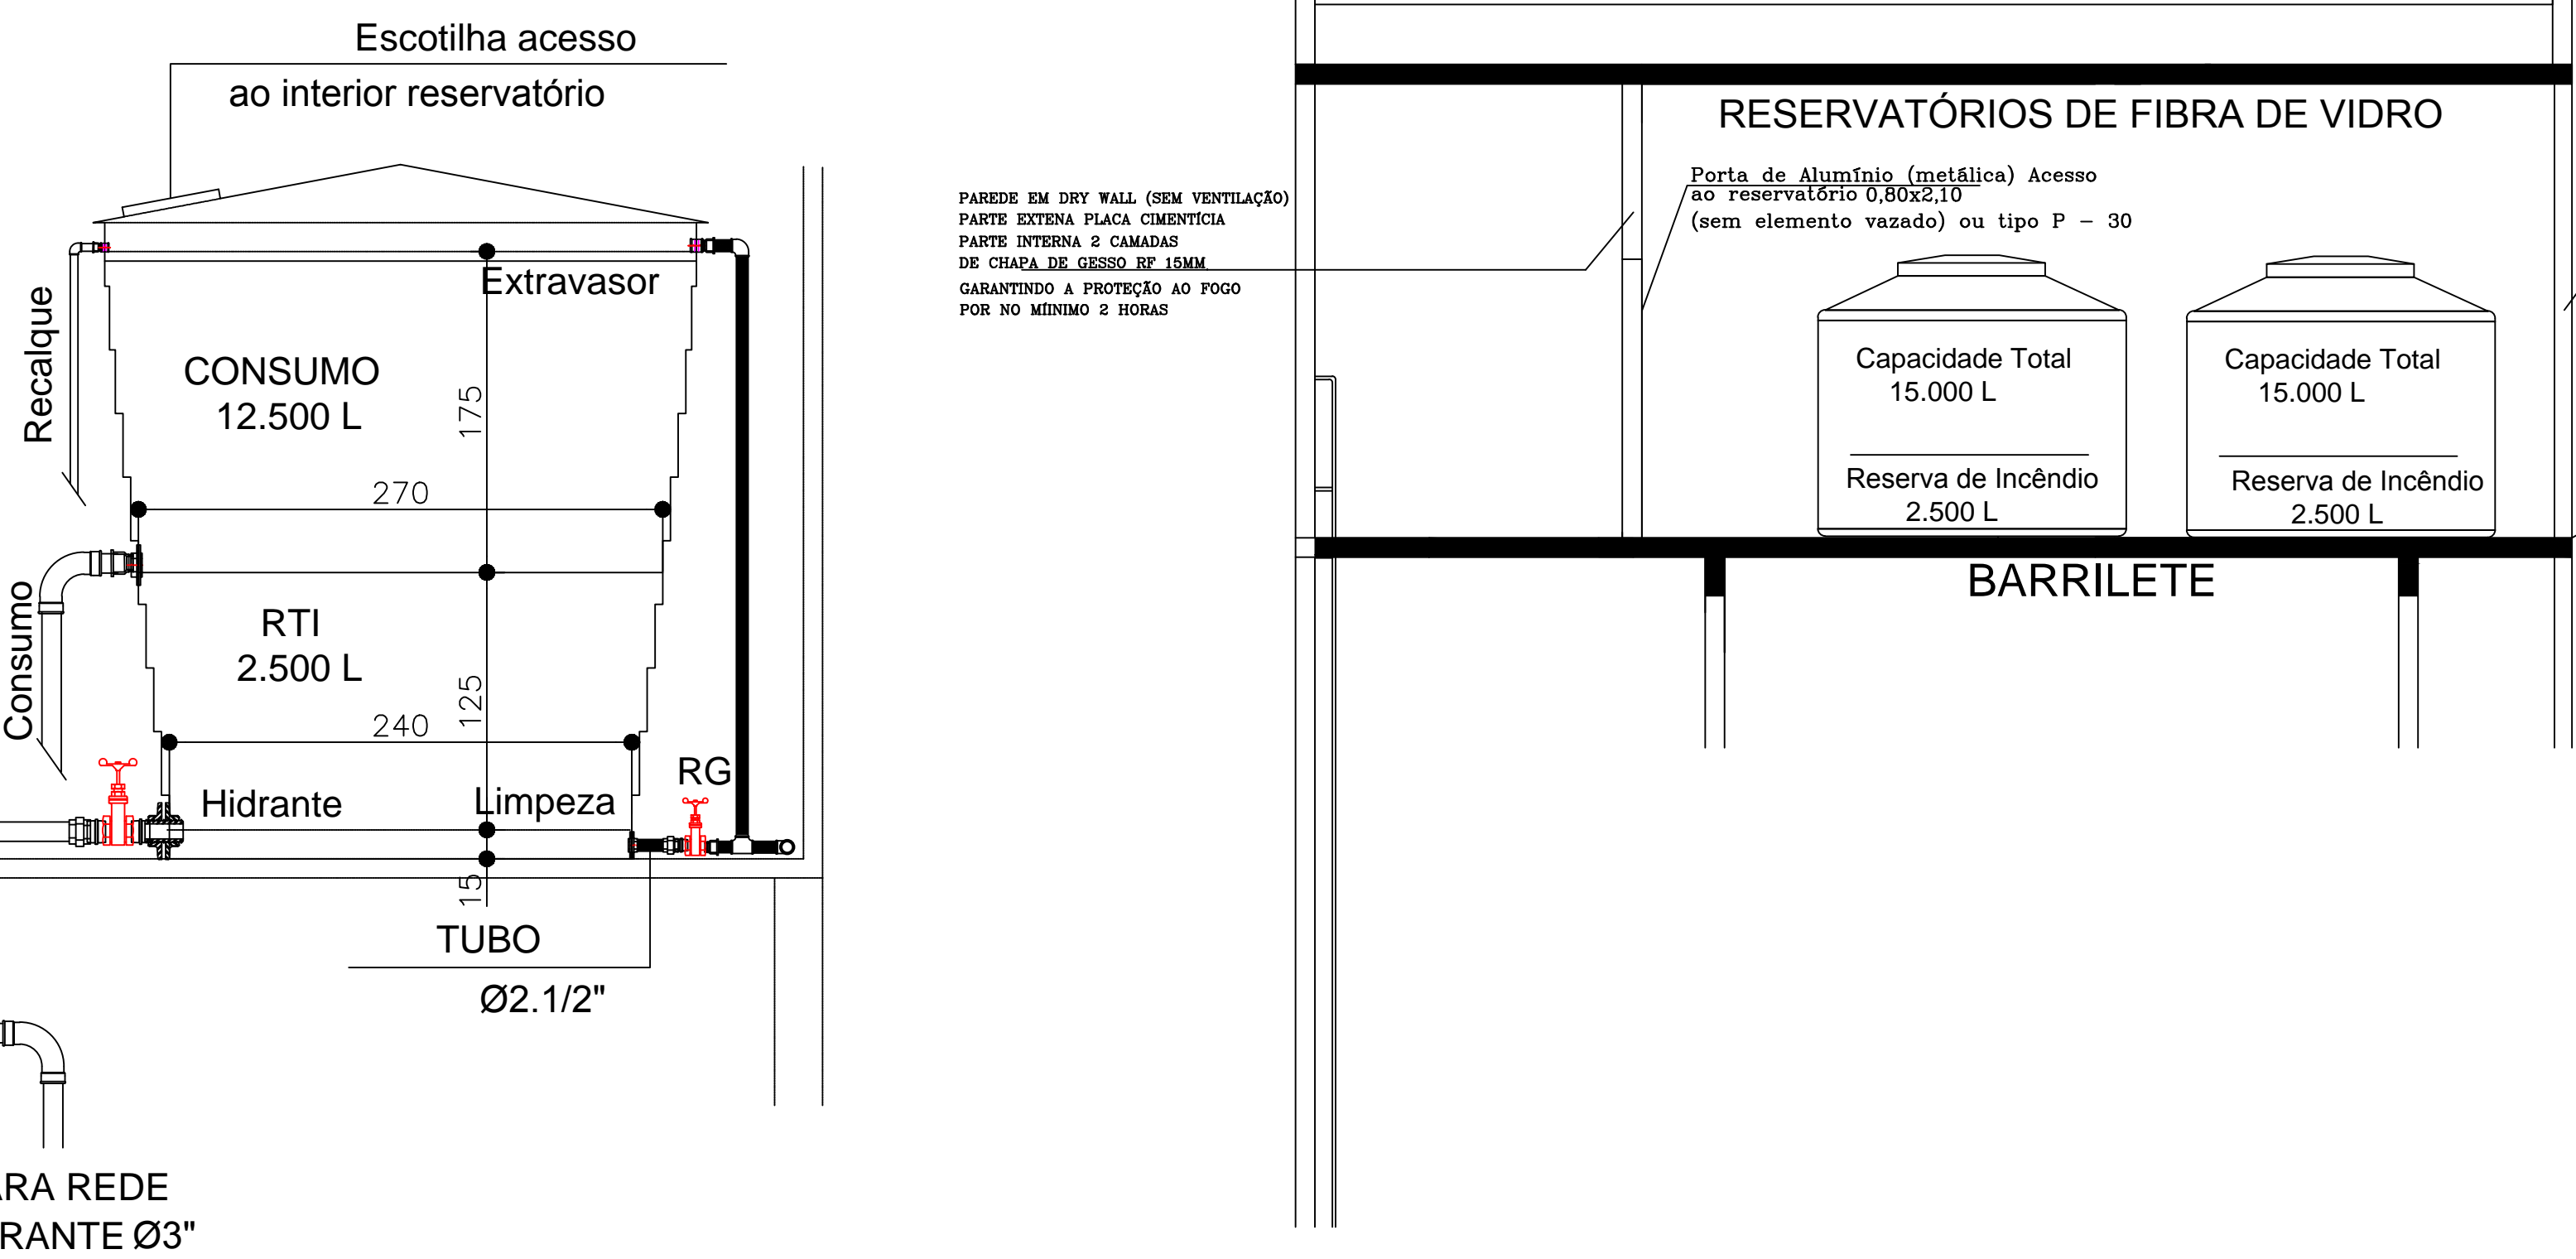 Escotilha acesso
ao interior reservatório
Recalque
Extravasor
CONSUMO
12.500 L
175
270
Consumo
RTI
2.500 L
125
240
RG
Hidrante
Limpeza
15
TUBO
Ø2.1/2"
ARA REDE
RANTE Ø3"
PAREDE EM DRY WALL (SEM VENTILAÇÃO)
PARTE EXTENA PLACA CIMENTÍCIA
PARTE INTERNA 2 CAMADAS
DE CHAPA DE GESSO RF 15MM
GARANTINDO A PROTEÇÃO AO FOGO
POR NO MÍINIMO 2 HORAS
RESERVATÓRIOS DE FIBRA DE VIDRO
Porta de Alumínio (metálica) Acesso
ao reservatório 0,80x2,10
(sem elemento vazado) ou tipo P – 30
Capacidade Total
15.000 L
Reserva de Incêndio
2.500 L
Capacidade Total
15.000 L
Reserva de Incêndio
2.500 L
BARRILETE